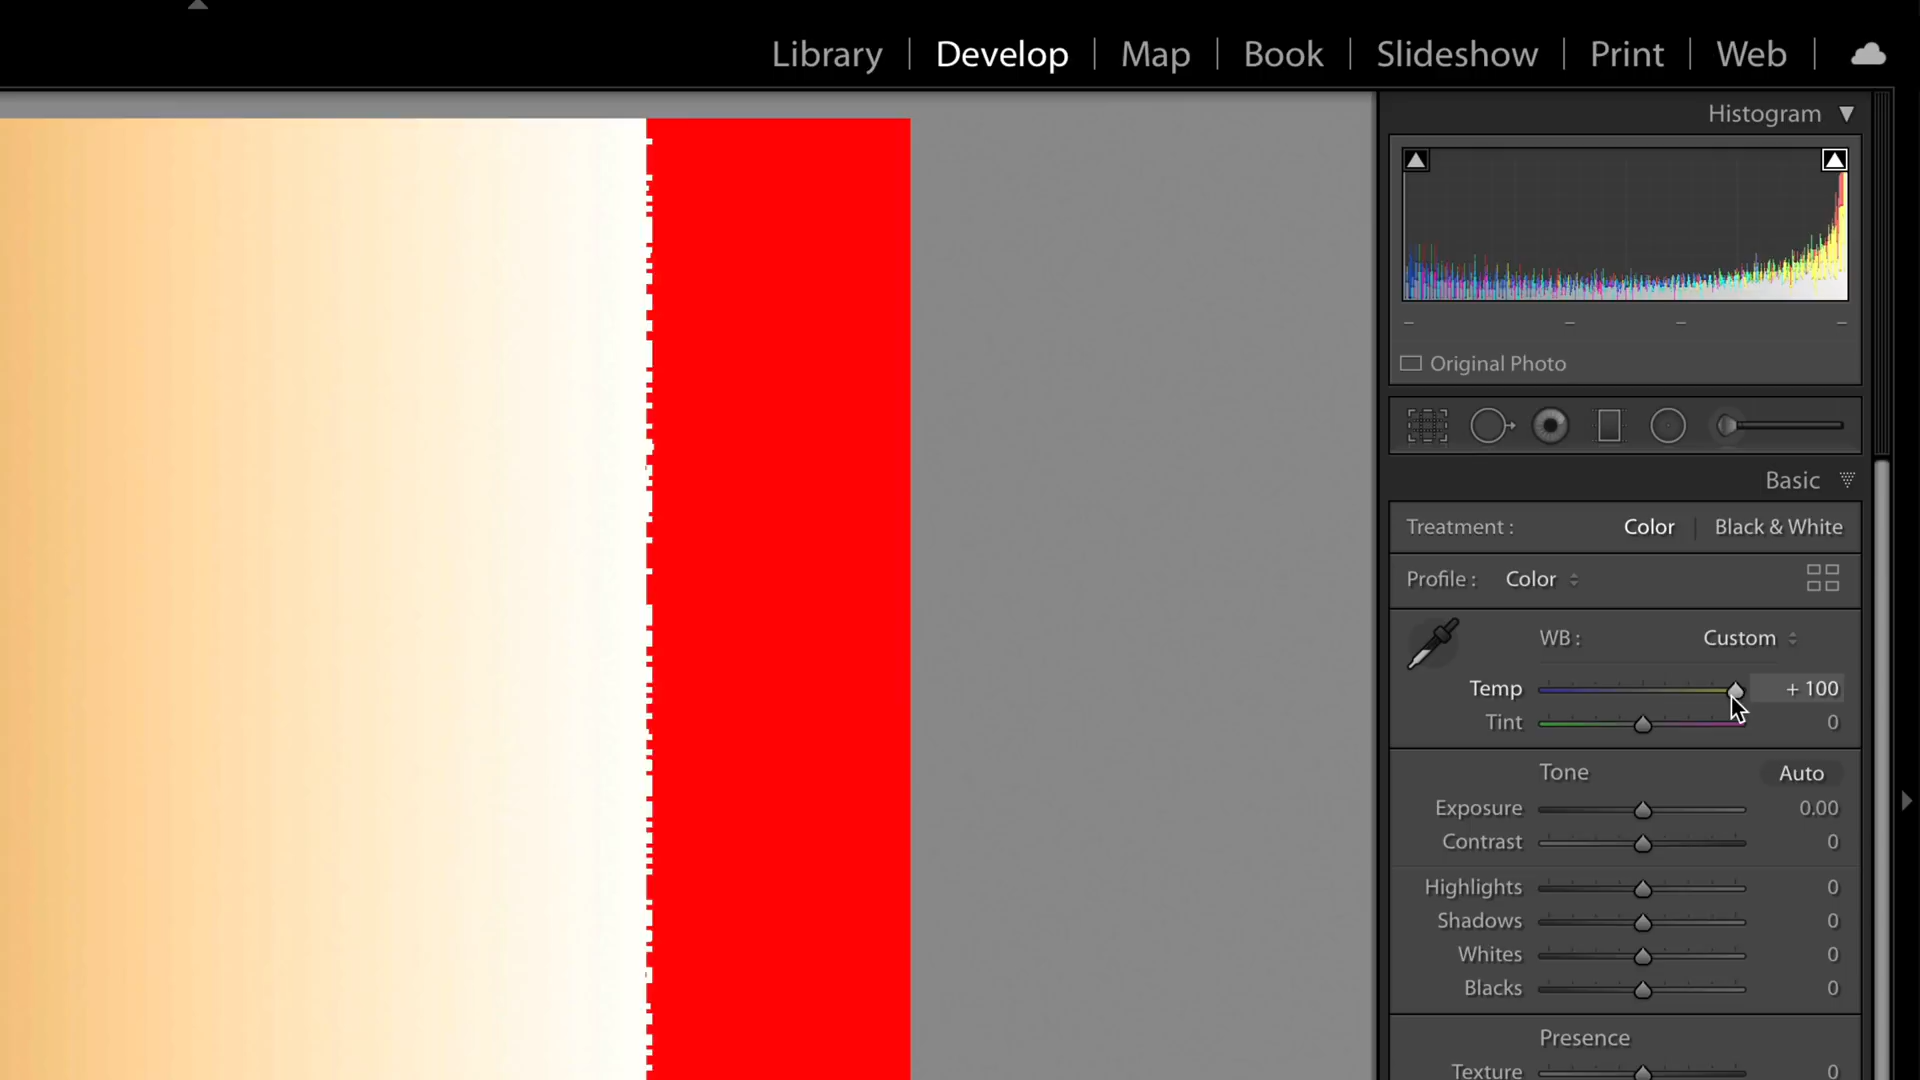 Library | Develop | Map | Book | Slideshow | Print | Web |
Histogram
Original Photo
Basic
Treatment : Color | Black & White
Profile : Color
WB : Custom
Temp + 100
Tint 0
Tone Auto
Exposure 0.00
Contrast 0
Highlights 0
Shadows 0
Whites 0
Blacks 0
Presence
Texture 0